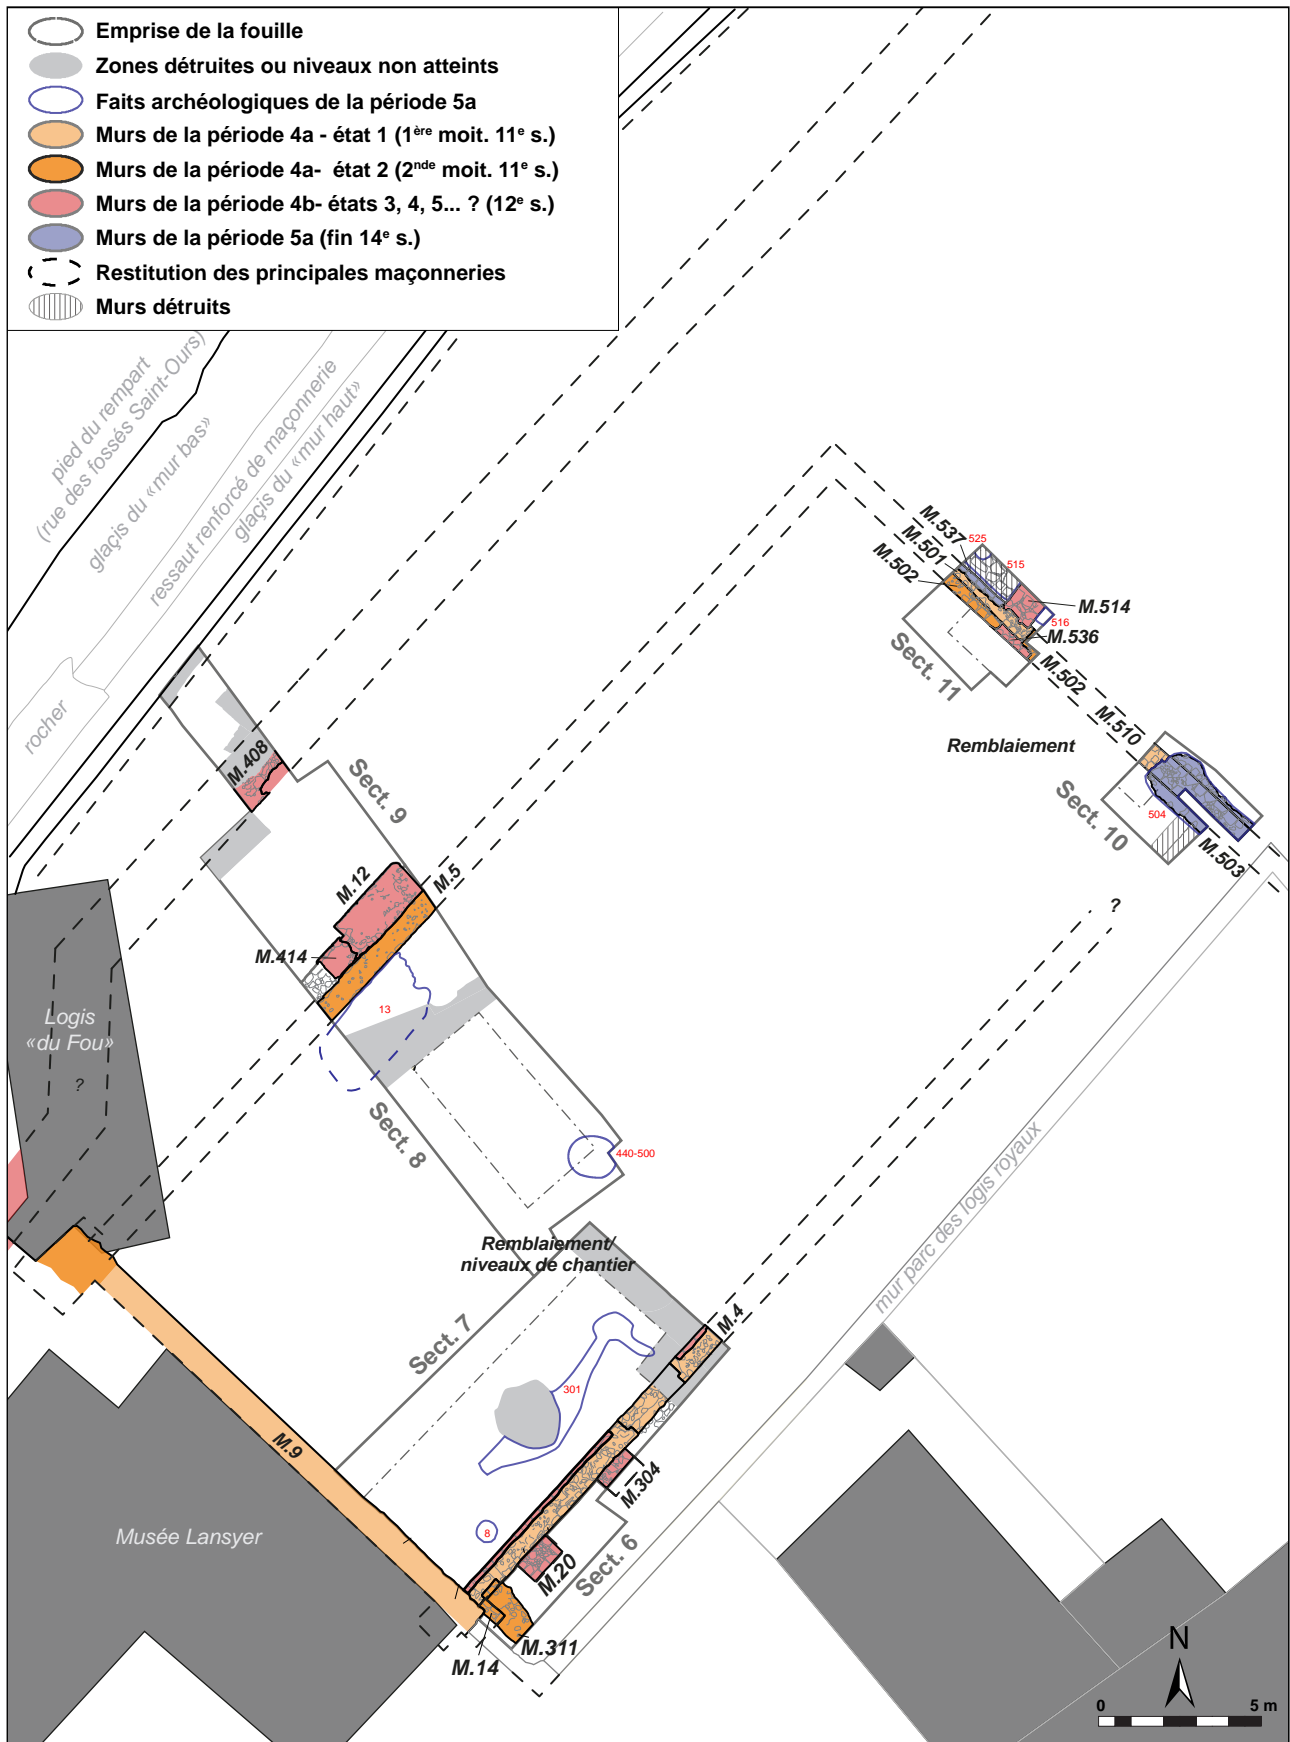 Emprise de la fouille
Zones détruites ou niveaux non atteints
Faits archéologiques de la période 5a
Murs de la période 4a - état 1 (1ère moit. 11e s.)
Murs de la période 4a- état 2 (2nde moit. 11e s.)
Murs de la période 4b- états 3, 4, 5... ? (12e s.)
Murs de la période 5a (fin 14e s.)
Restitution des principales maçonneries
Murs détruits
pied du rempart
(rue des fossés Saint-Ours)
glaçis du «mur bas»
ressaut renforcé de maçonnerie
glaçis du «mur haut»
rocher
M.537
525
M.501
515
M.502
M.514
516
M.536
Sect. 11
M.502
M.510
Remblaiement
M.408
Sect. 9
504
Sect. 10
M.503
M.12
M.5
?
M.414
13
Logis
«du Fou»
?
Sect. 8
440-500
mur parc des logis royaux
Remblaiement/
niveaux de chantier
Sect. 7
M.4
301
M.9
M.304
Musée Lansyer
8
M.20
Sect. 6
M.311
M.14
N
0
5 m